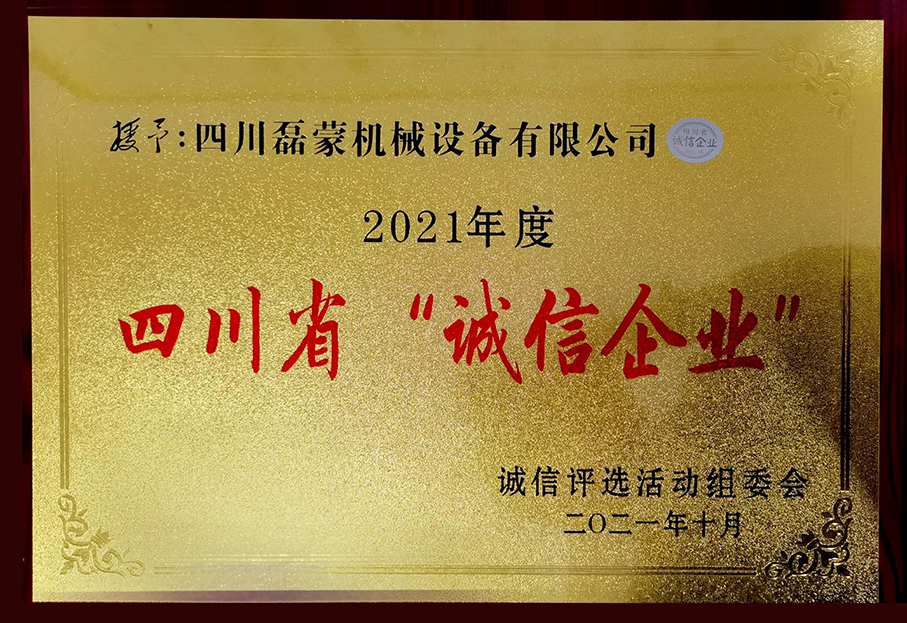 授予:四川磊蒙机械设备有限公司
四川省
诚信企业
2021年度
四川省“诚信企业”
诚信评选活动组委会
二〇二一年十月